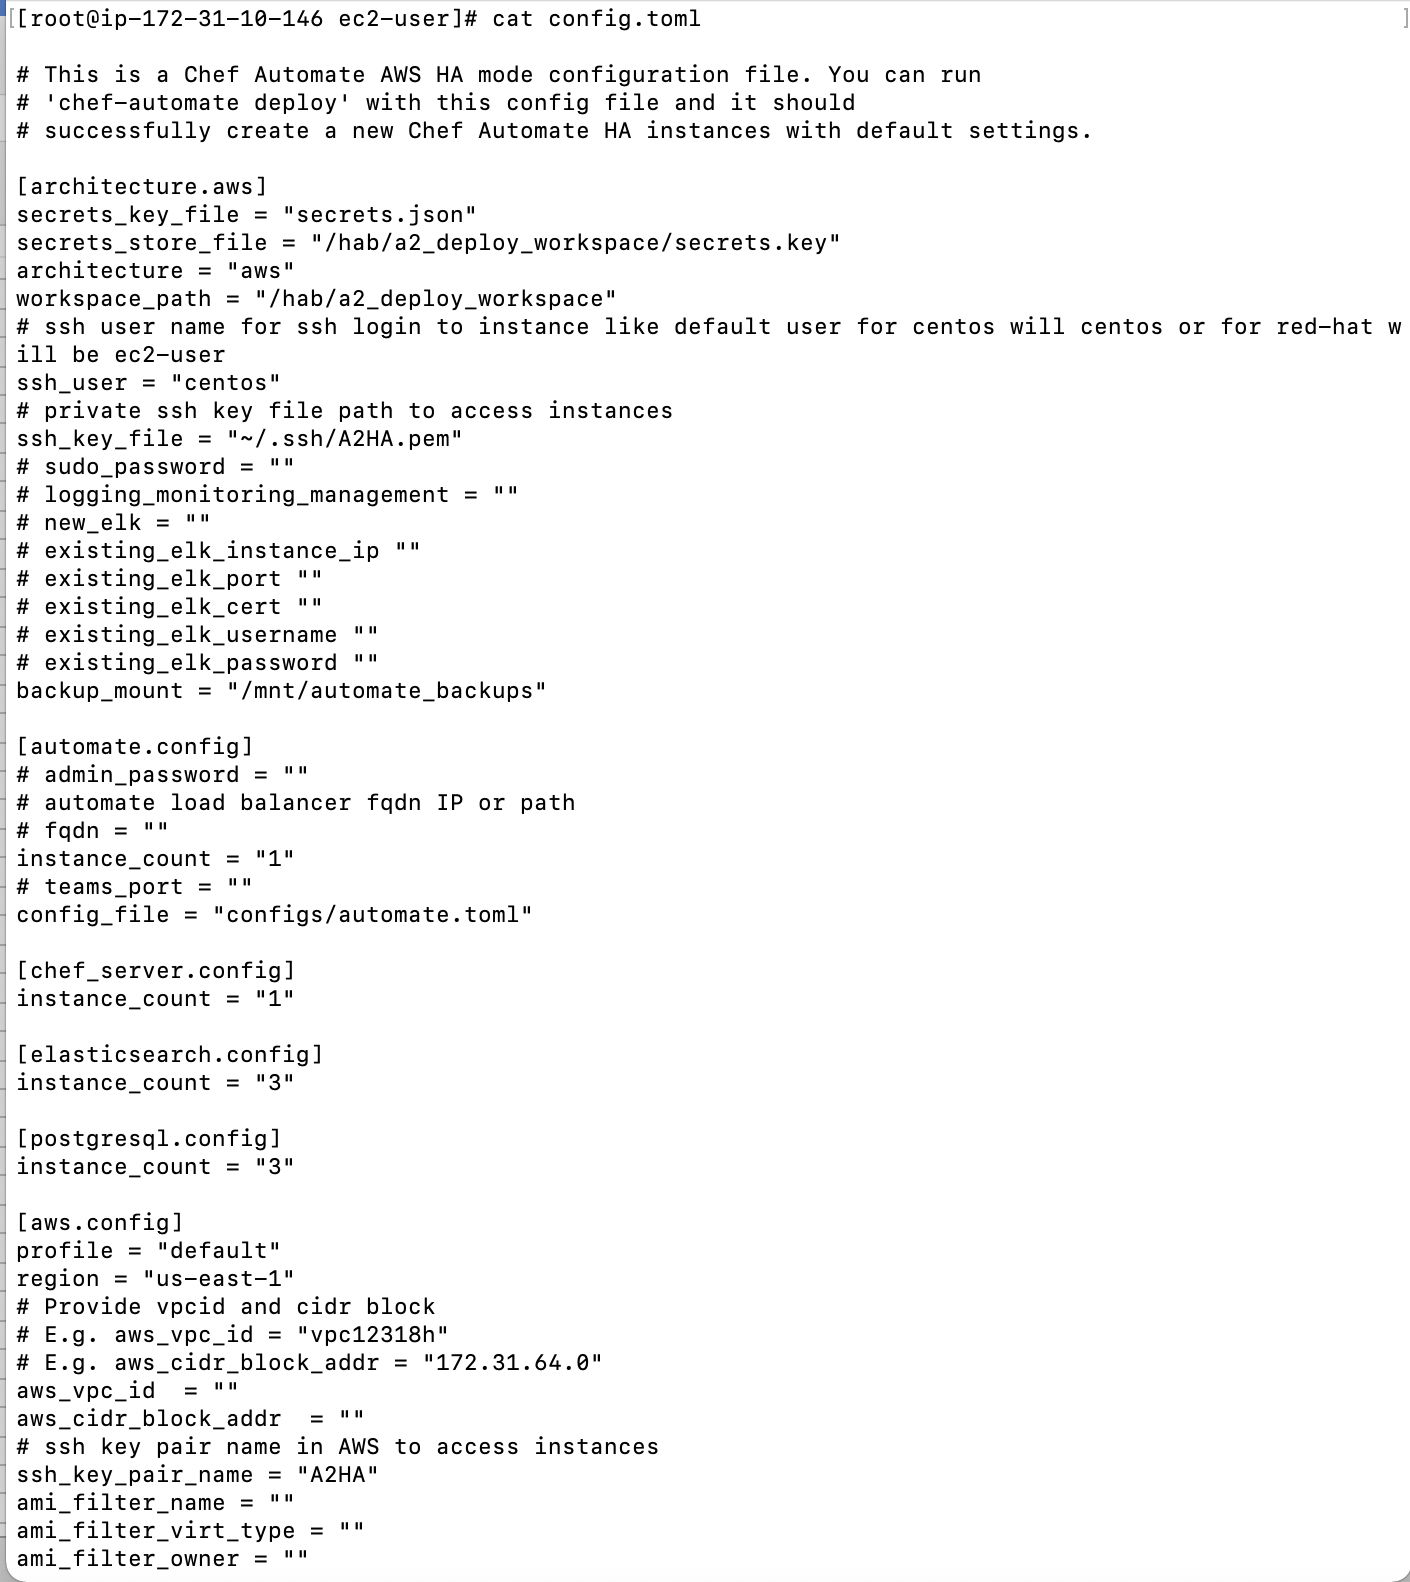 [[root@ip-172-31-10-146 ec2-user]# cat config.toml ]
# This is a Chef Automate AWS HA mode configuration file. You can run
# 'chef-automate deploy' with this config file and it should
# successfully create a new Chef Automate HA instances with default settings.
[architecture.aws]
secrets_key_file = "secrets.json"
secrets_store_file = "/hab/a2_deploy_workspace/secrets.key"
architecture = "aws"
workspace_path = "/hab/a2_deploy_workspace"
# ssh user name for ssh login to instance like default user for centos will centos or for red-hat w
ill be ec2-user
ssh_user = "centos"
# private ssh key file path to access instances
ssh_key_file = "~/.ssh/A2HA.pem"
# sudo_password = ""
# logging_monitoring_management = ""
# new_elk = ""
# existing_elk_instance_ip ""
# existing_elk_port ""
# existing_elk_cert ""
# existing_elk_username ""
# existing_elk_password ""
backup_mount = "/mnt/automate_backups"
[automate.config]
# admin_password = ""
# automate load balancer fqdn IP or path
# fqdn = ""
instance_count = "1"
# teams_port = ""
config_file = "configs/automate.toml"
[chef_server.config]
instance_count = "1"
[elasticsearch.config]
instance_count = "3"
[postgresql.config]
instance_count = "3"
[aws.config]
profile = "default"
region = "us-east-1"
# Provide vpcid and cidr block
# E.g. aws_vpc_id = "vpc12318h"
# E.g. aws_cidr_block_addr = "172.31.64.0"
aws_vpc_id  = ""
aws_cidr_block_addr  = ""
# ssh key pair name in AWS to access instances
ssh_key_pair_name = "A2HA"
ami_filter_name = ""
ami_filter_virt_type = ""
ami_filter_owner = ""